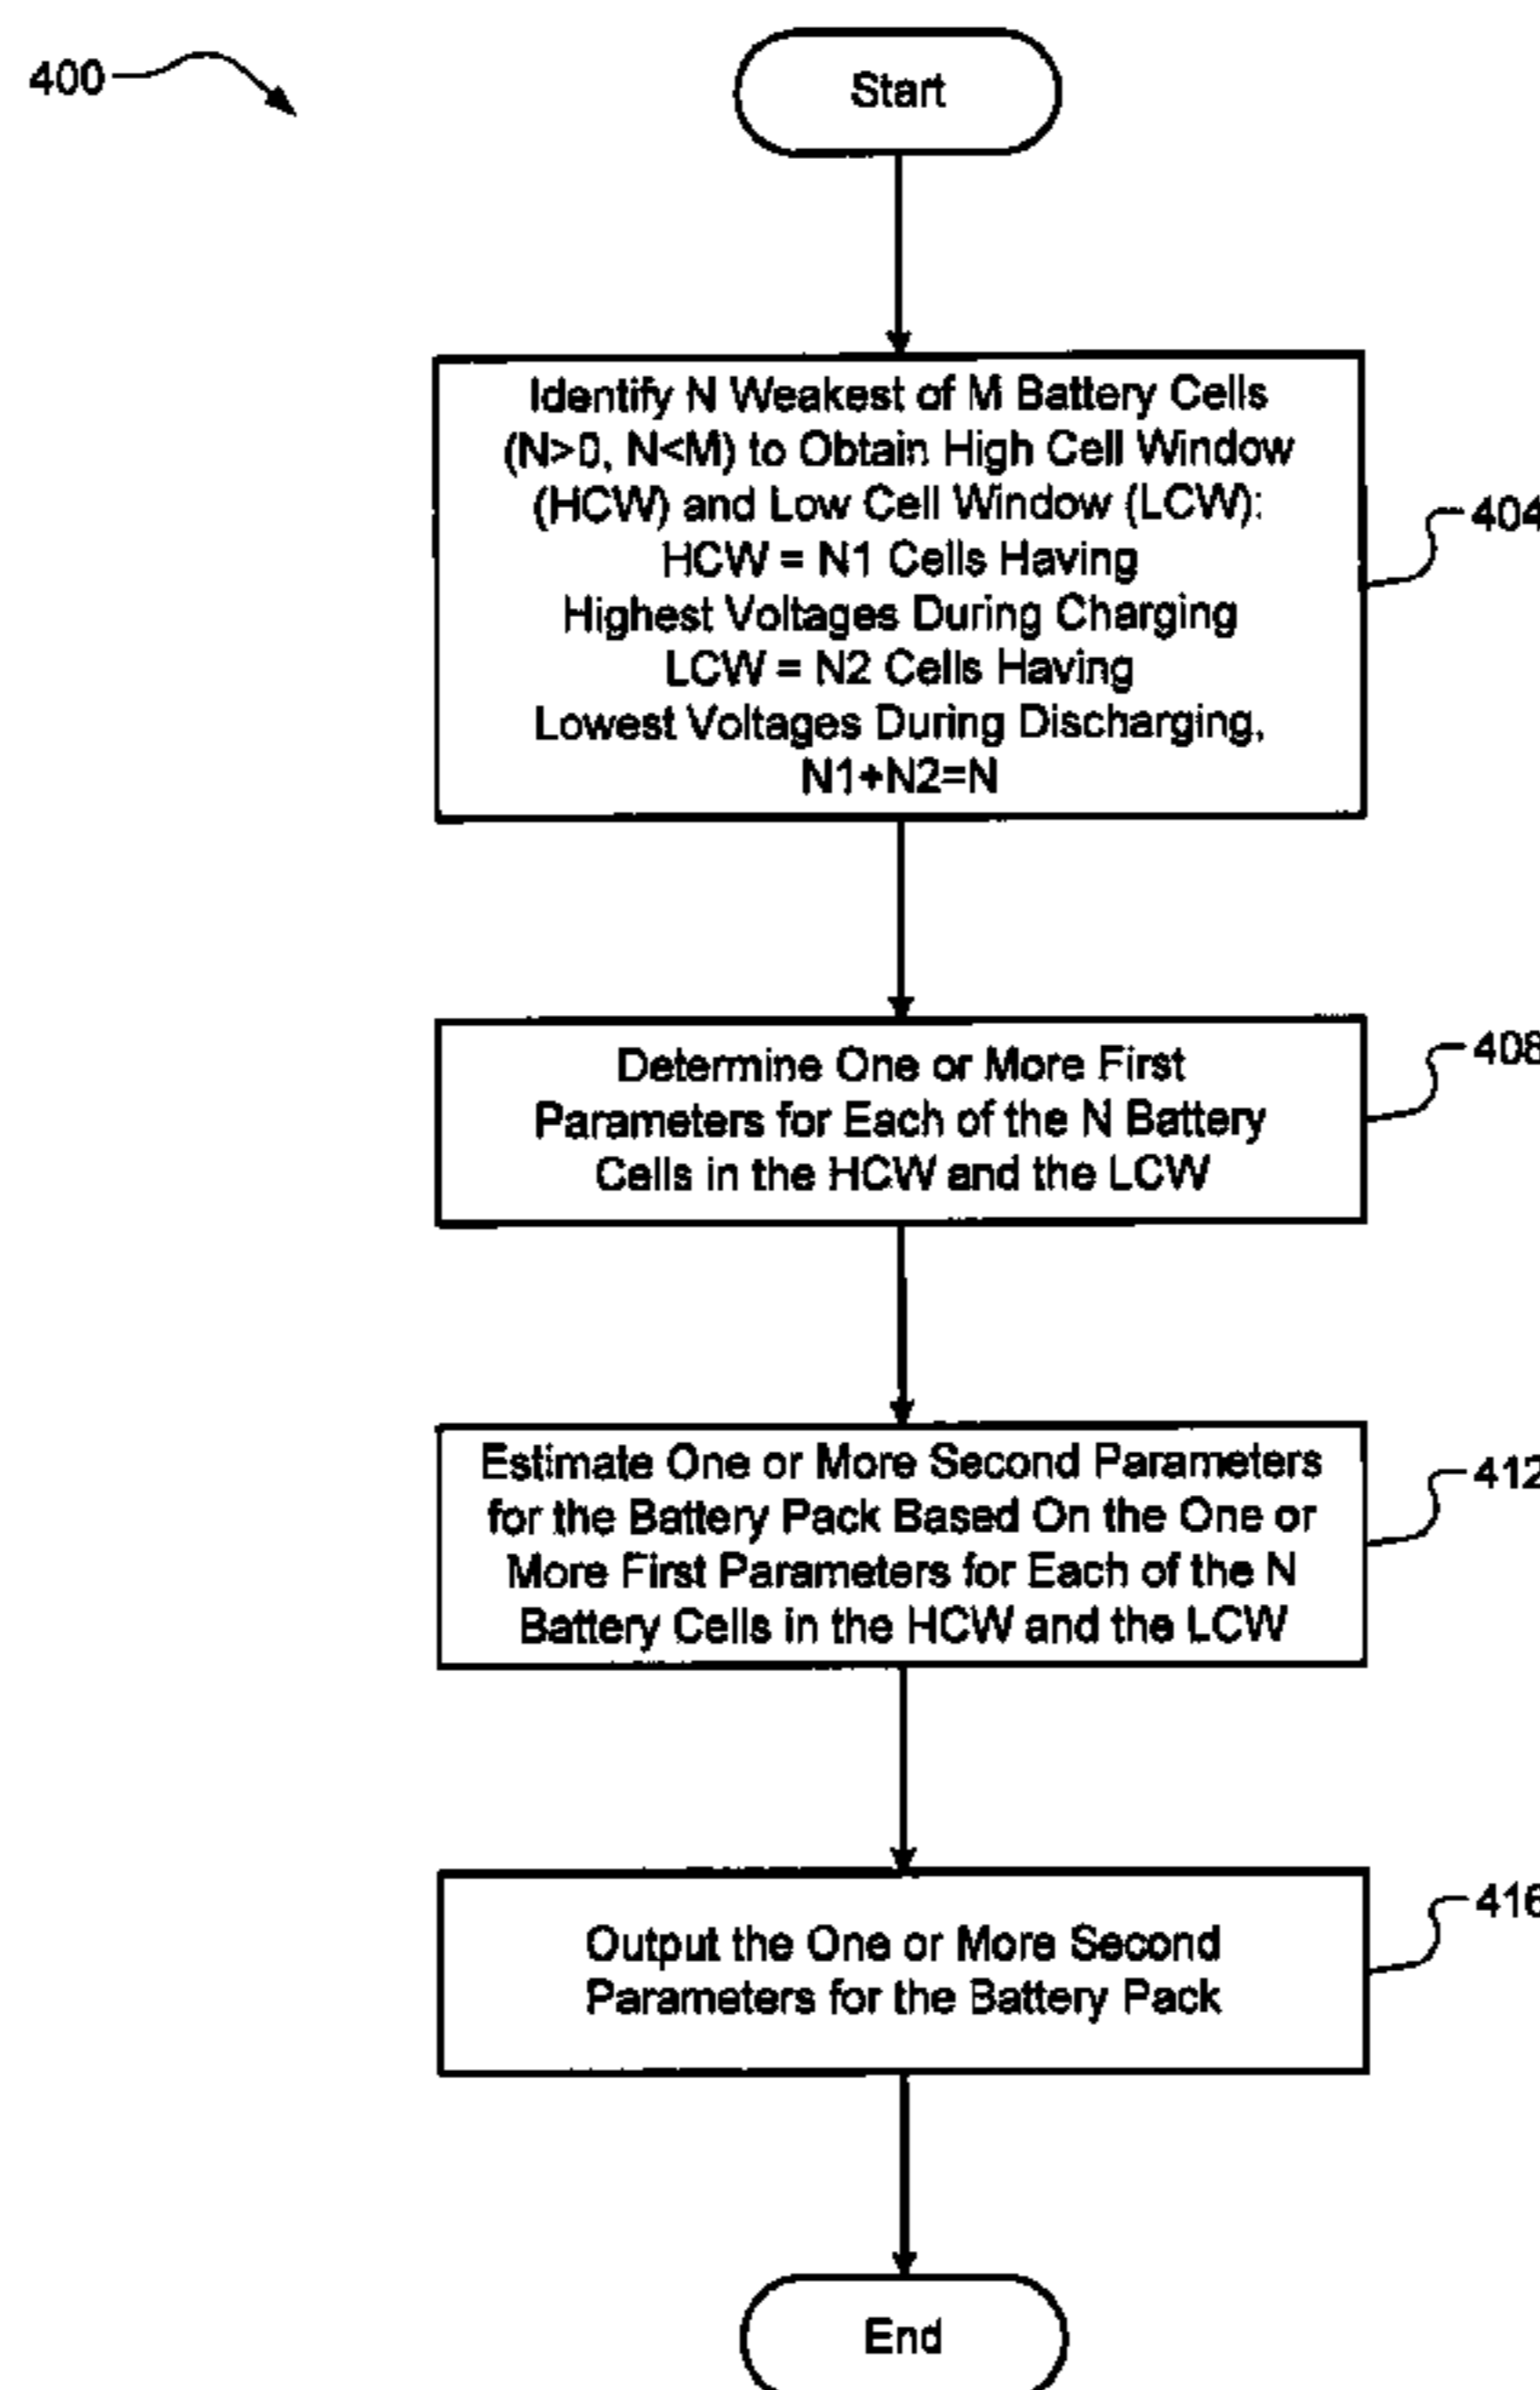 400
Start
Identify N Weakest of M Battery Cells
(N>0, N<M) to Obtain High Cell Window
(HCW) and Low Cell Window (LCW):
HCW = N1 Cells Having
Highest Voltages During Charging
LCW = N2 Cells Having
Lowest Voltages During Discharging,
N1+N2=N
404
Determine One or More First
Parameters for Each of the N Battery
Cells in the HCW and the LCW
408
Estimate One or More Second Parameters
for the Battery Pack Based On the One or
More First Parameters for Each of the N
Battery Cells in the HCW and the LCW
412
Output the One or More Second
Parameters for the Battery Pack
416
End